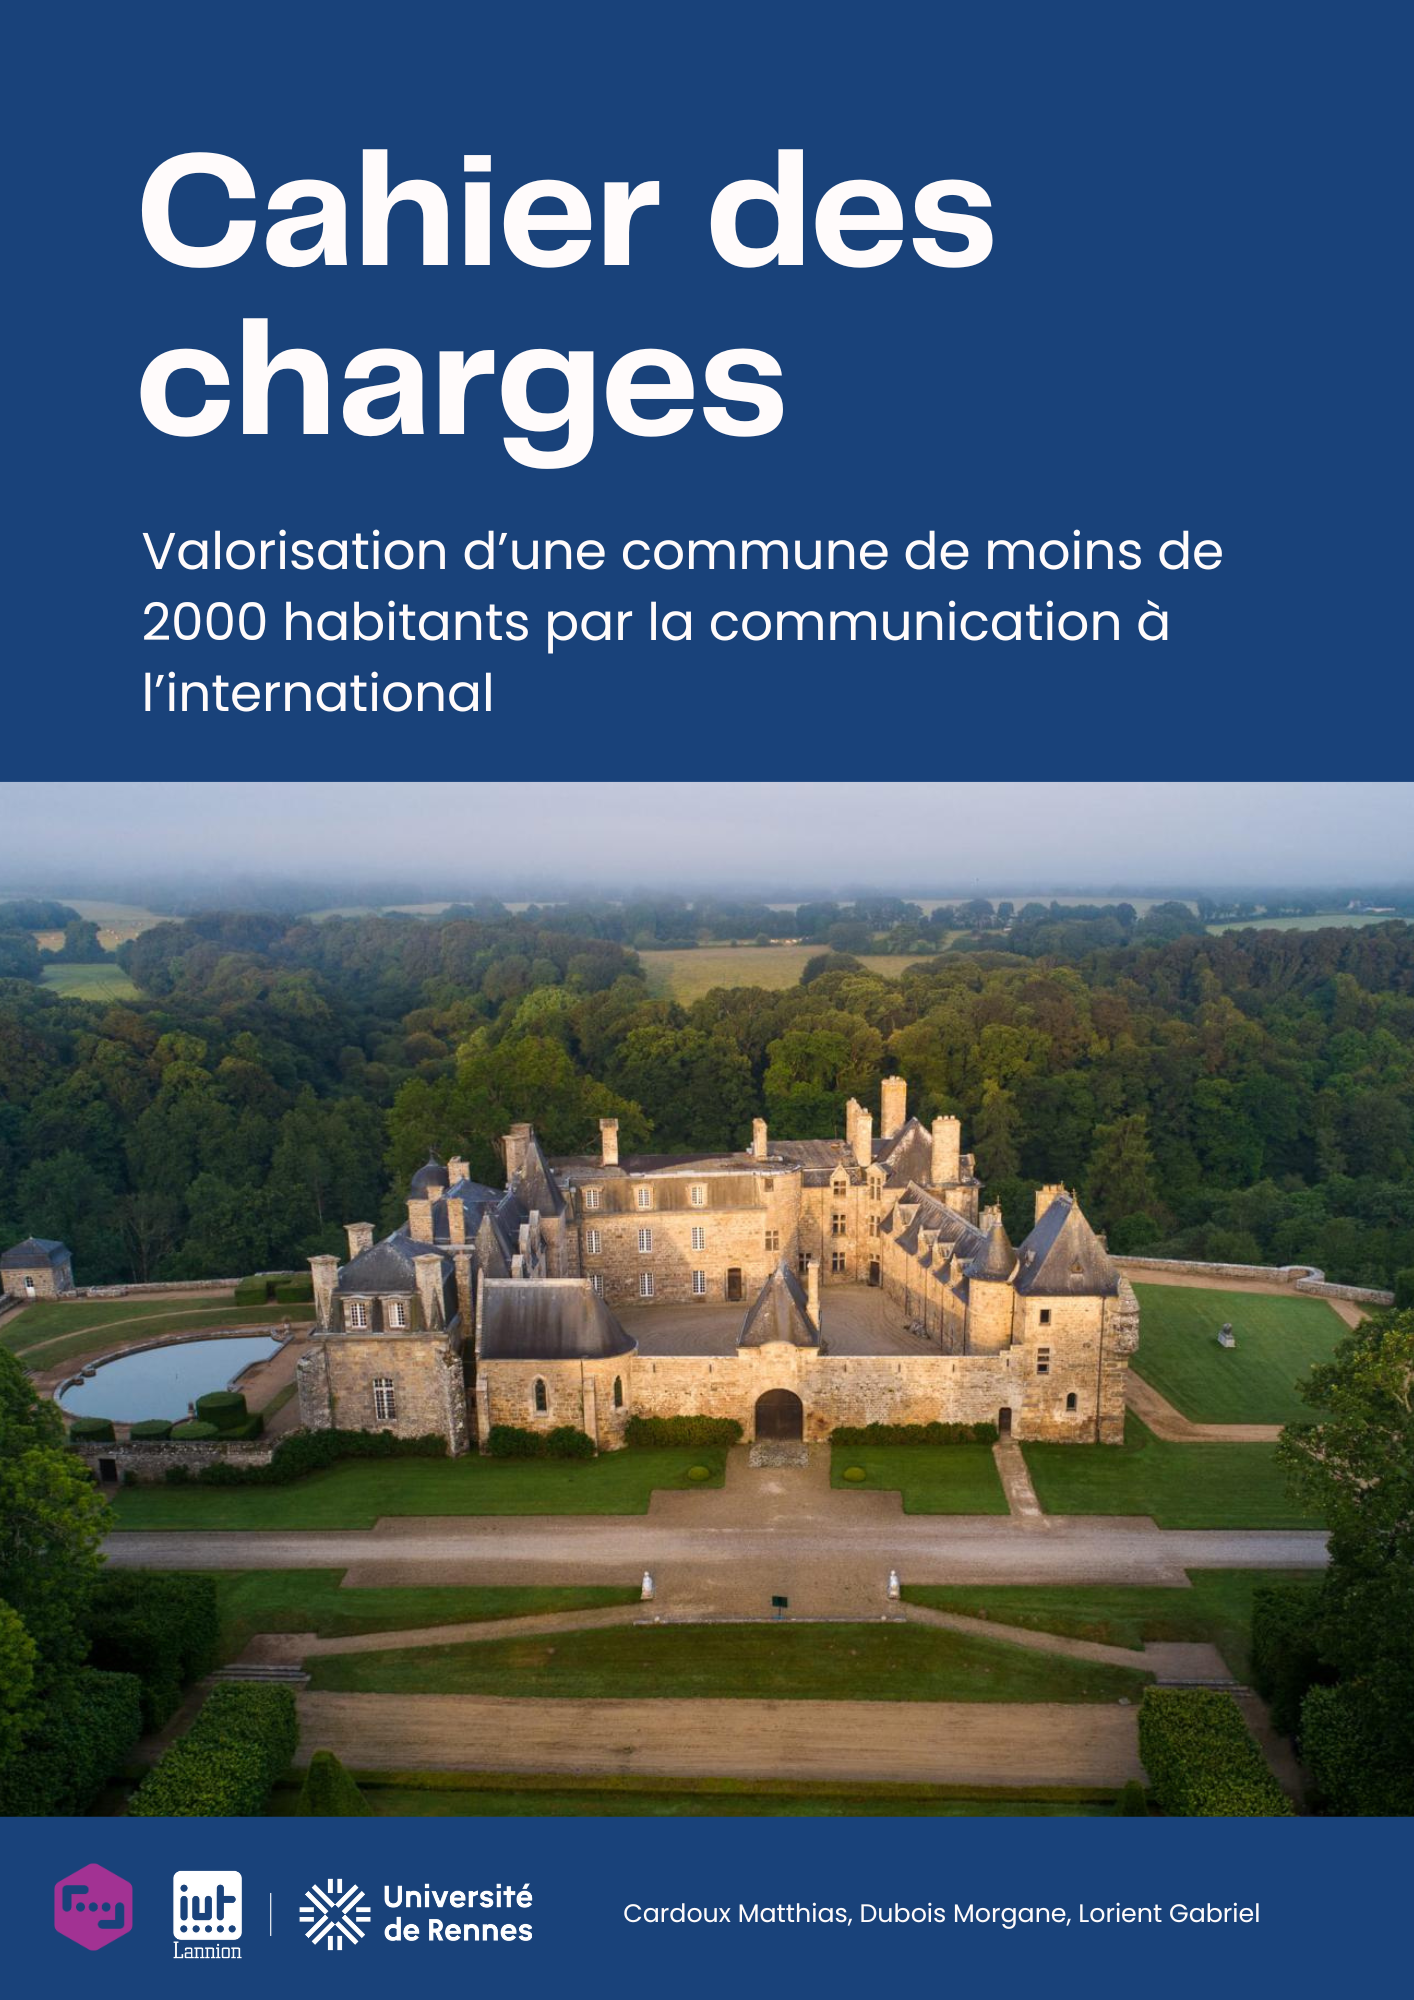 Cahier des
charges
Valorisation d’une commune de moins de
2000 habitants par la communication à
l’international
iut
Lannion
Université
de Rennes
Cardoux Matthias, Dubois Morgane, Lorient Gabriel